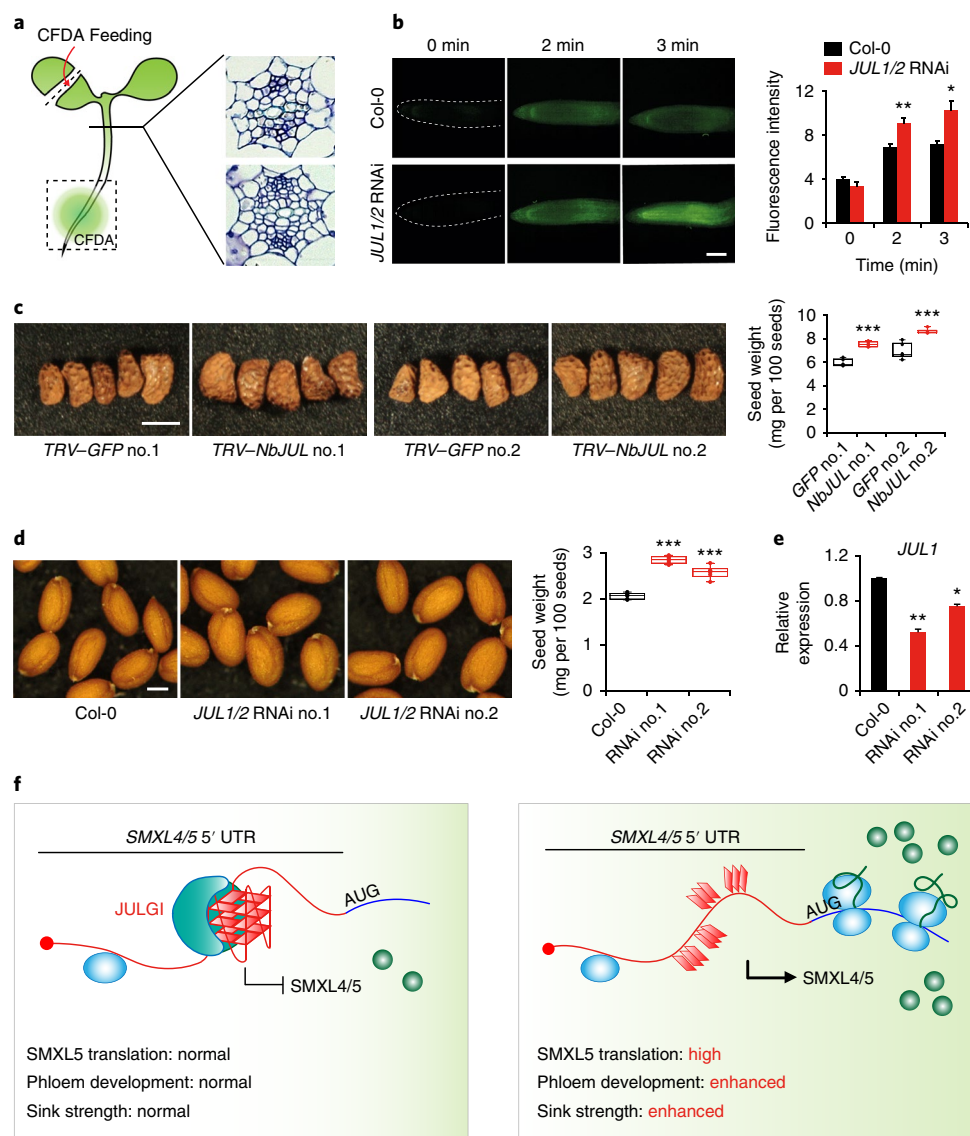 a
CFDA Feeding
CFDA
b
0 min
2 min
3 min
Col-0
JUL1/2 RNAi
Col-0
JUL1/2 RNAi
Fluorescence intensity
12
8
4
0
**
*
0
2
3
Time (min)
c
TRV–GFP no.1
TRV–NbJUL no.1
TRV–GFP no.2
TRV–NbJUL no.2
Seed weight
(mg per 100 seeds)
10
8
6
4
2
0
***
***
GFP no.1
NbJUL no.1
GFP no.2
NbJUL no.2
d
Col-0
JUL1/2 RNAi no.1
JUL1/2 RNAi no.2
Seed weight
(mg per 100 seeds)
3
2
1
0
***
***
Col-0
RNAi no.1
RNAi no.2
e
JUL1
Relative
expression
1.2
0.8
0.4
0
**
*
Col-0
RNAi no.1
RNAi no.2
f
SMXL4/5 5′ UTR
JULGI
AUG
SMXL4/5
SMXL5 translation: normal
Phloem development: normal
Sink strength: normal
SMXL4/5 5′ UTR
AUG
SMXL4/5
SMXL5 translation: high
Phloem development: enhanced
Sink strength: enhanced